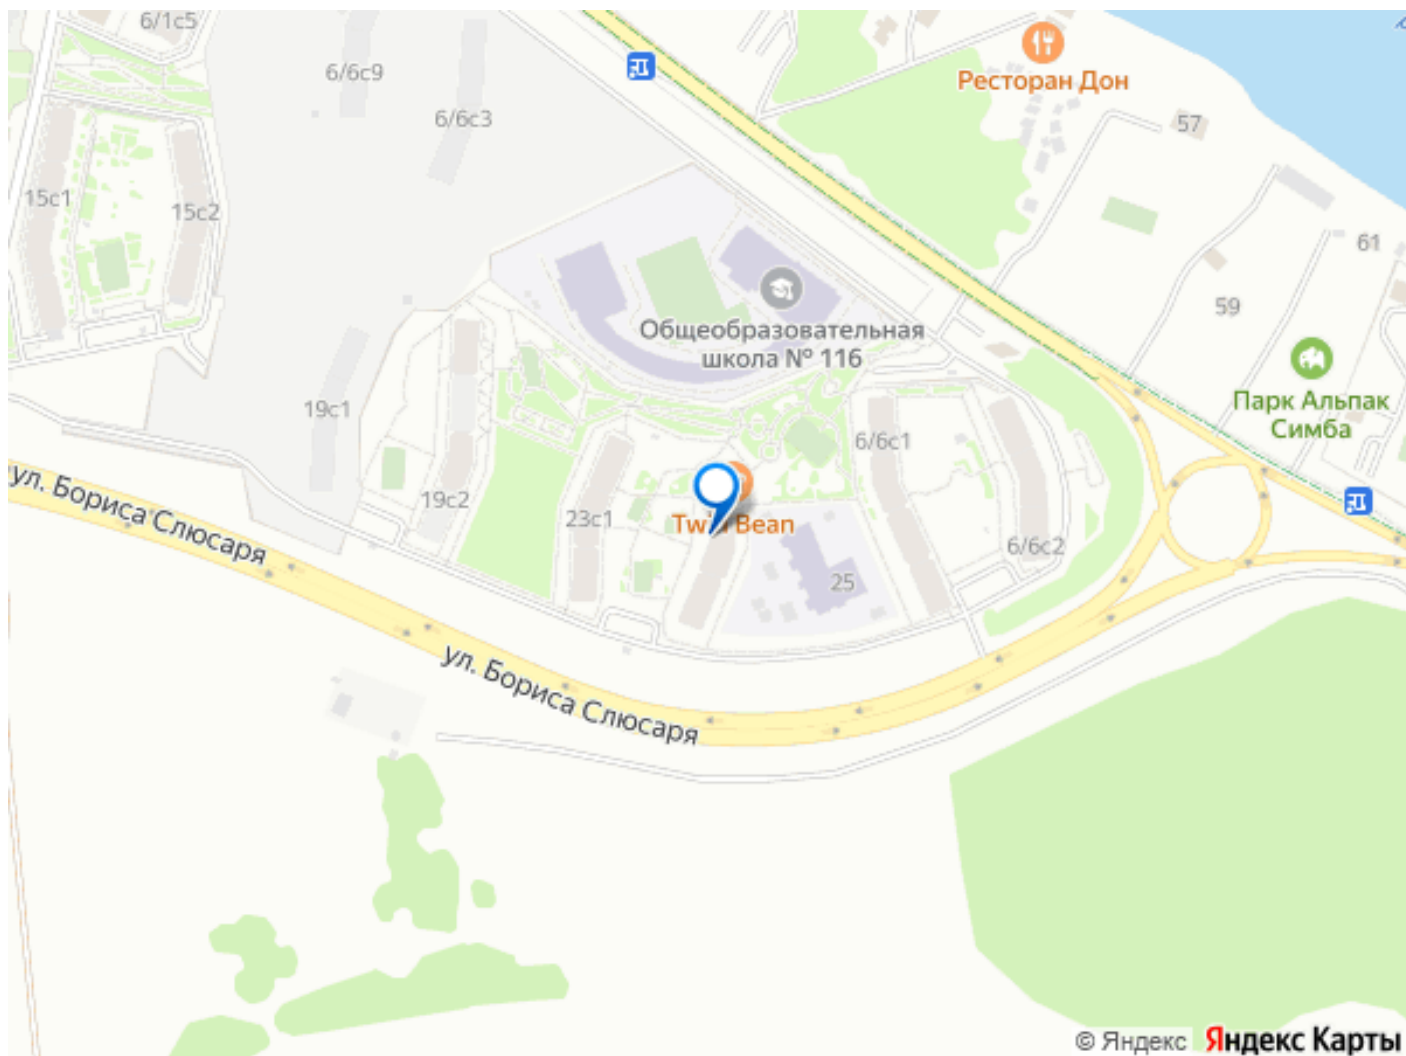 6/1с5
6/6с9
Ресторан Дон
6/6с3
57
15с1
15с2
61
59
Общеобразовательная
школа № 116
Парк Альпак
Симба
19с1
6/6с1
ул. Бориса Слюсаря
19с2
23с1
Bean
6/6с2
25
ул. Бориса Слюсаря
© Яндекс Яндекс Карты